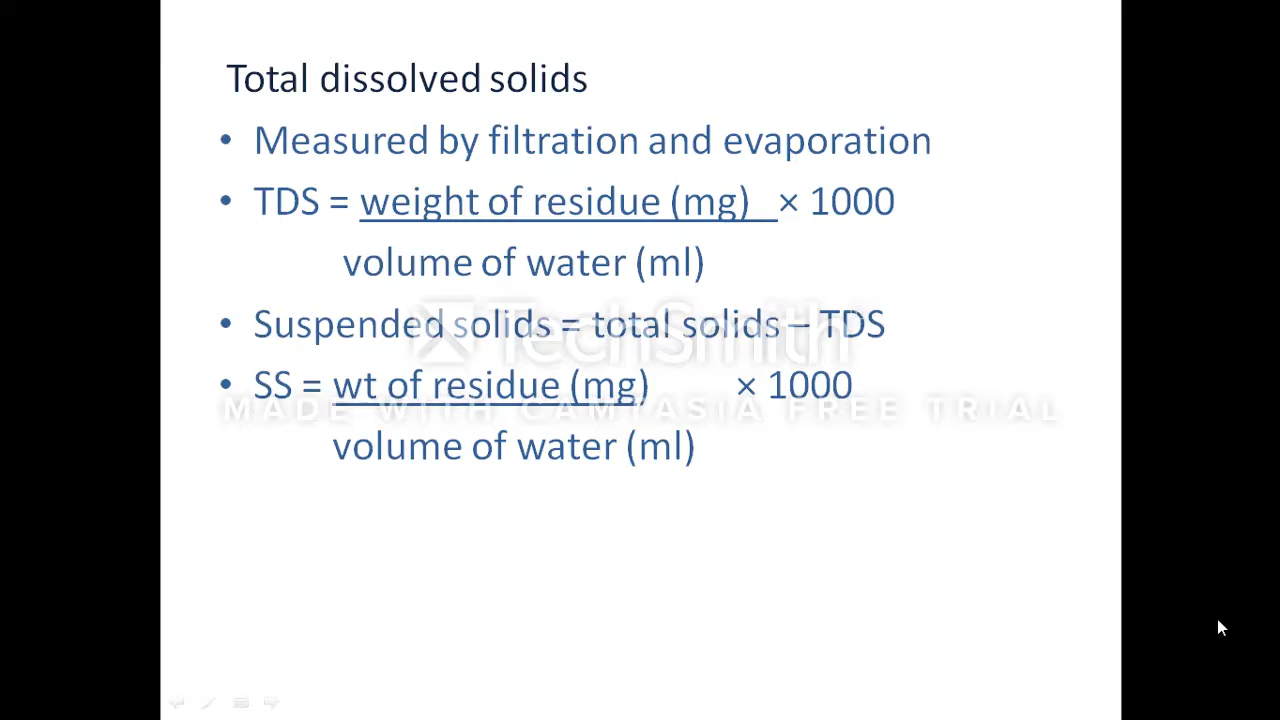 Total dissolved solids
• Measured by filtration and evaporation
• TDS = weight of residue (mg) × 1000
volume of water (ml)
• Suspended solids = total solids – TDS
TechSmith
• SS = wt of residue (mg) × 1000
MADE WITH CAMTASIA FREE TRIAL
volume of water (ml)